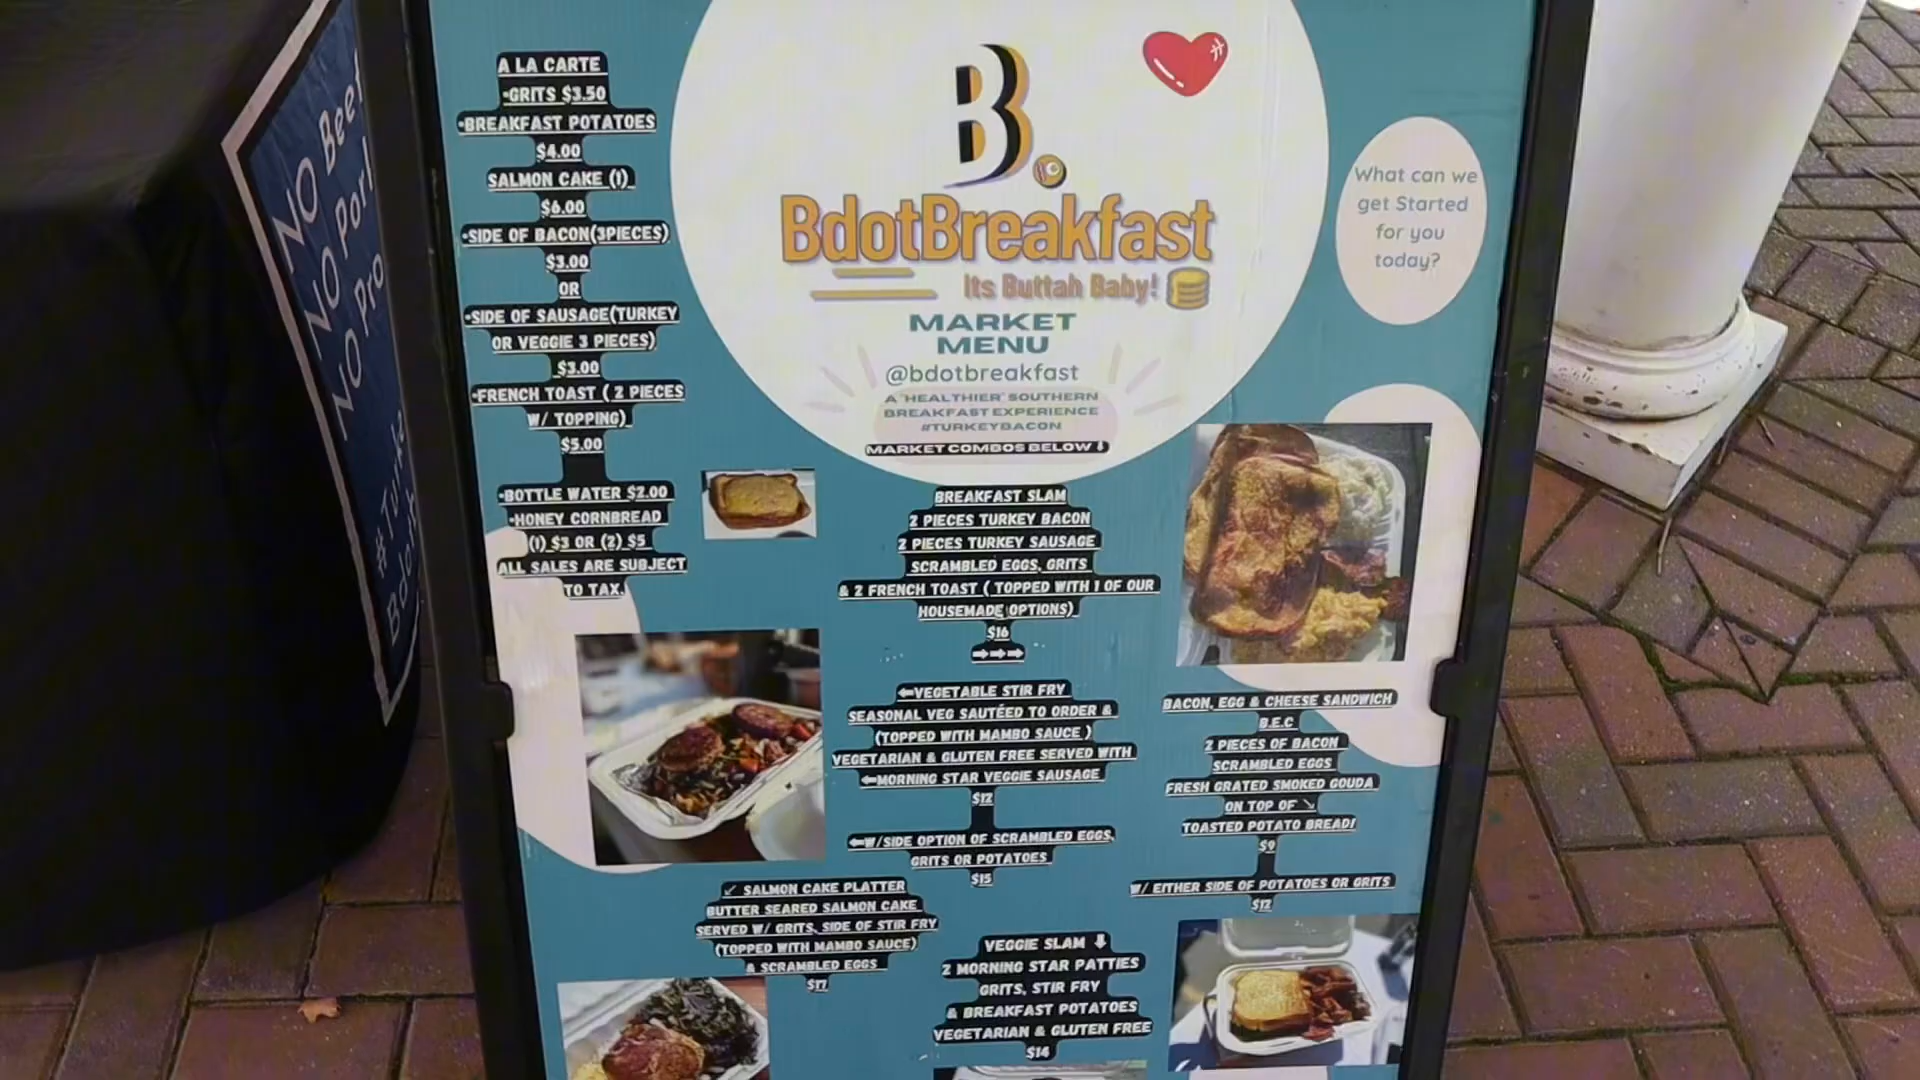 A LA CARTE
•GRITS $3.50
•BREAKFAST POTATOES
$4.00
SALMON CAKE (1)
$6.00
•SIDE OF BACON(3PIECES)
$3.00
OR
•SIDE OF SAUSAGE(TURKEY
OR VEGGIE 3 PIECES)
$3.00
•FRENCH TOAST ( 2 PIECES
W/ TOPPING)
$5.00
•BOTTLE WATER $2.00
•HONEY CORNBREAD
(1) $3 OR (2) $5
ALL SALES ARE SUBJECT
TO TAX.
B.
BdotBreakfast
Its Buttah Baby!
MARKET
MENU
@bdotbreakfast
A "HEALTHIER" SOUTHERN
BREAKFAST EXPERIENCE
#TURKEYBACON
MARKET COMBOS BELOW ⬇
What can we
get Started
for you
today?
BREAKFAST SLAM
2 PIECES TURKEY BACON
2 PIECES TURKEY SAUSAGE
SCRAMBLED EGGS, GRITS
& 2 FRENCH TOAST ( TOPPED WITH 1 OF OUR
HOUSEMADE OPTIONS)
$16
➡➡➡
⬅VEGETABLE STIR FRY
SEASONAL VEG SAUTÉED TO ORDER &
(TOPPED WITH MAMBO SAUCE )
VEGETARIAN & GLUTEN FREE SERVED WITH
⬅MORNING STAR VEGGIE SAUSAGE
$12
⬅W/SIDE OPTION OF SCRAMBLED EGGS,
GRITS OR POTATOES
$15
BACON, EGG & CHEESE SANDWICH
B.E.C
2 PIECES OF BACON
SCRAMBLED EGGS
FRESH GRATED SMOKED GOUDA
ON TOP OF ↘
TOASTED POTATO BREAD!
$9
W/ EITHER SIDE OF POTATOES OR GRITS
$12
↙ SALMON CAKE PLATTER
BUTTER SEARED SALMON CAKE
SERVED W/ GRITS, SIDE OF STIR FRY
(TOPPED WITH MAMBO SAUCE)
& SCRAMBLED EGGS
$17
VEGGIE SLAM ⬇
2 MORNING STAR PATTIES
GRITS, STIR FRY
& BREAKFAST POTATOES
VEGETARIAN & GLUTEN FREE
$14
NO Beef
NO
NO